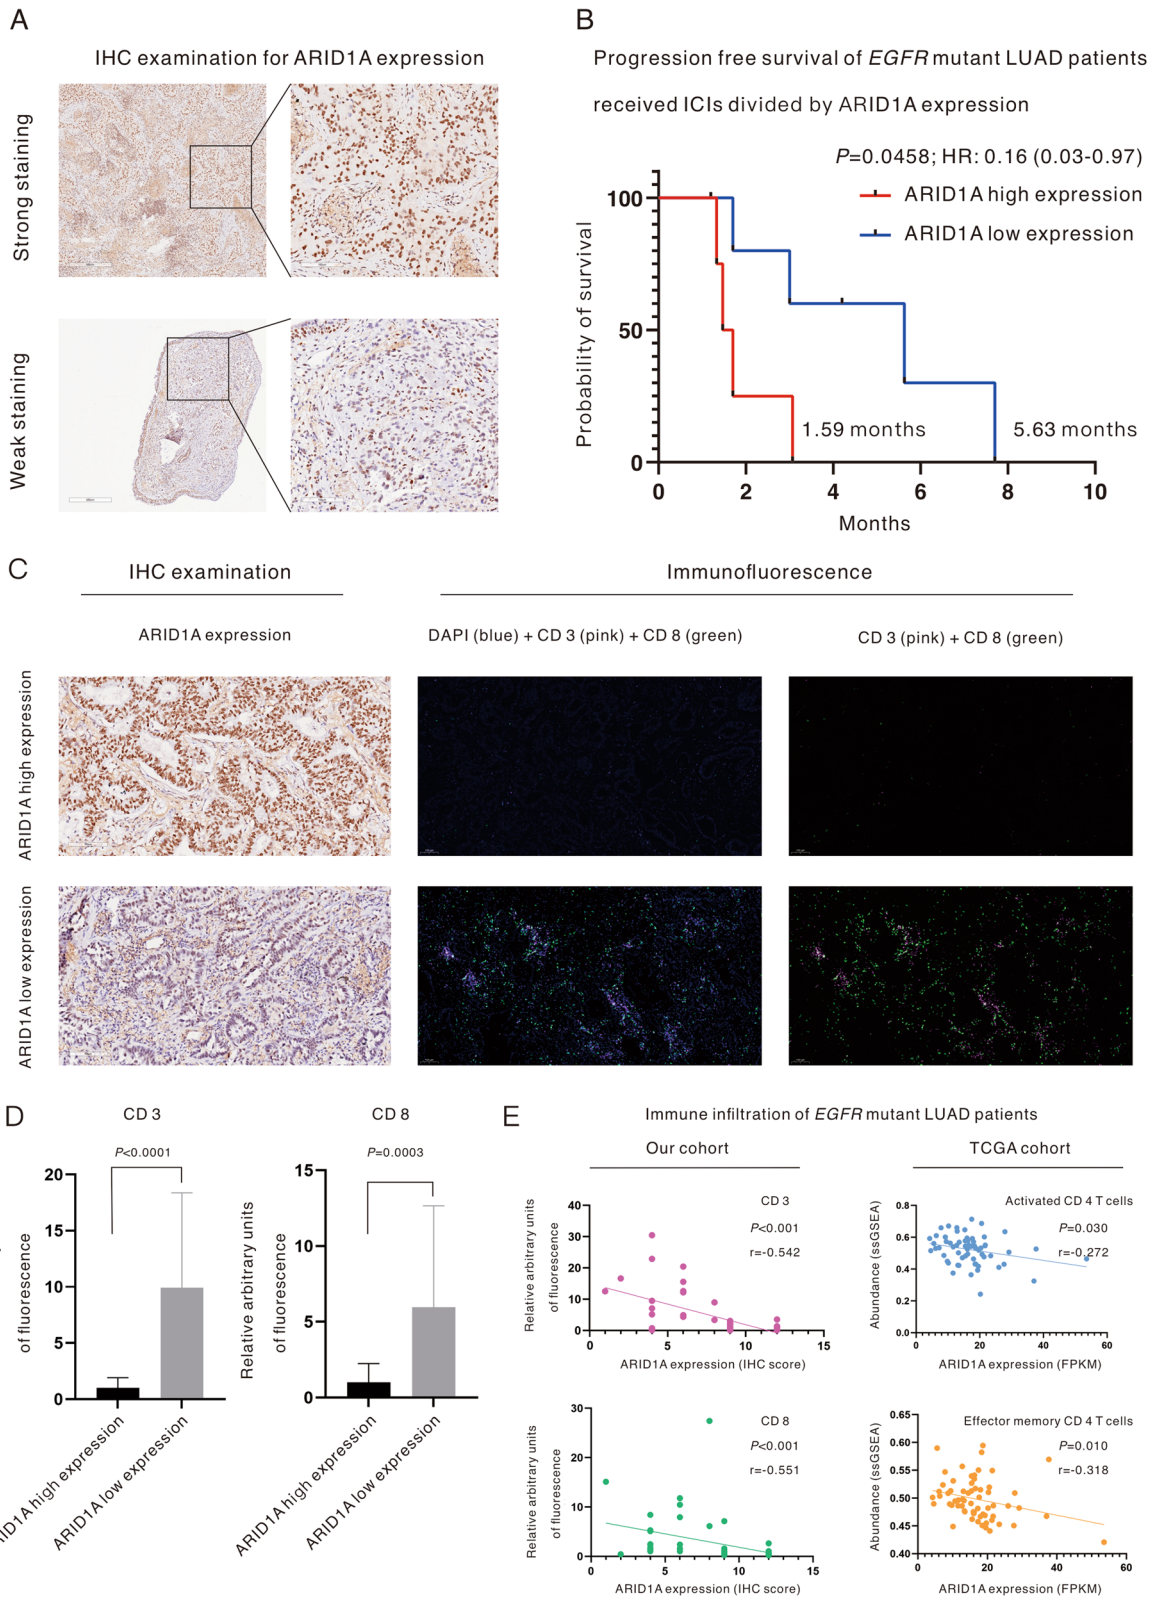 A
IHC examination for ARID1A expression
Strong staining
Weak staining
B
Progression free survival of EGFR mutant LUAD patients
received ICIs divided by ARID1A expression
P=0.0458; HR: 0.16 (0.03-0.97)
ARID1A high expression
ARID1A low expression
Probability of survival
100
50
0
1.59 months
5.63 months
0 2 4 6 8 10
Months
C
IHC examination
Immunofluorescence
ARID1A expression
DAPI (blue) + CD 3 (pink) + CD 8 (green)
CD 3 (pink) + CD 8 (green)
ARID1A high expression
ARID1A low expression
D
CD 3
P<0.0001
of fluorescence
20
15
10
5
0
RID1A high expression
ARID1A low expression
CD 8
P=0.0003
Relative arbitrary units
of fluorescence
15
10
5
0
ARID1A high expression
ARID1A low expression
E
Immune infiltration of EGFR mutant LUAD patients
Our cohort
TCGA cohort
CD 3
P<0.001
r=-0.542
Relative arbitrary units
of fluorescence
40
30
20
10
0
0 5 10 15
ARID1A expression (IHC score)
Activated CD 4 T cells
P=0.030
r=-0.272
Abundance (ssGSEA)
0.8
0.6
0.4
0.2
0.0
0 20 40 60
ARID1A expression (FPKM)
CD 8
P<0.001
r=-0.551
Relative arbitrary units
of fluorescence
30
20
10
0
0 5 10 15
ARID1A expression (IHC score)
Effector memory CD 4 T cells
P=0.010
r=-0.318
Abundance (ssGSEA)
0.65
0.60
0.55
0.50
0.45
0.40
0 20 40 60
ARID1A expression (FPKM)